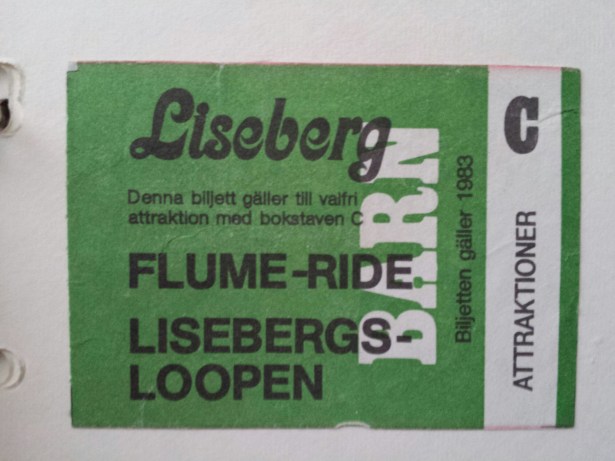 Liseberg
Denna biljett gäller till valfri
attraktion med bokstaven C
FLUME-RIDE
LISEBERGS-
LOOPEN
BARN
Biljetten gäller 1983
C
ATTRAKTIONER